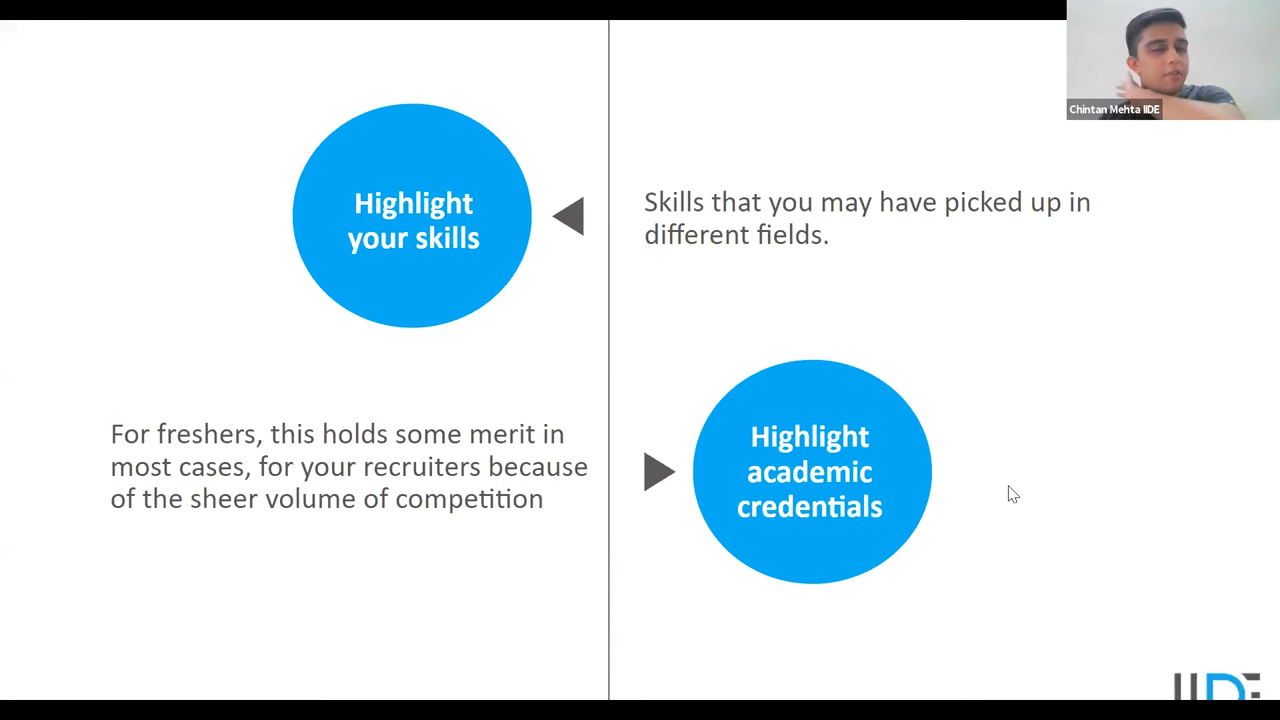 Chintan Mehta IIDE
Highlight
your skills
Skills that you may have picked up in
different fields.
For freshers, this holds some merit in
most cases, for your recruiters because
of the sheer volume of competition
Highlight
academic
credentials
IIDE